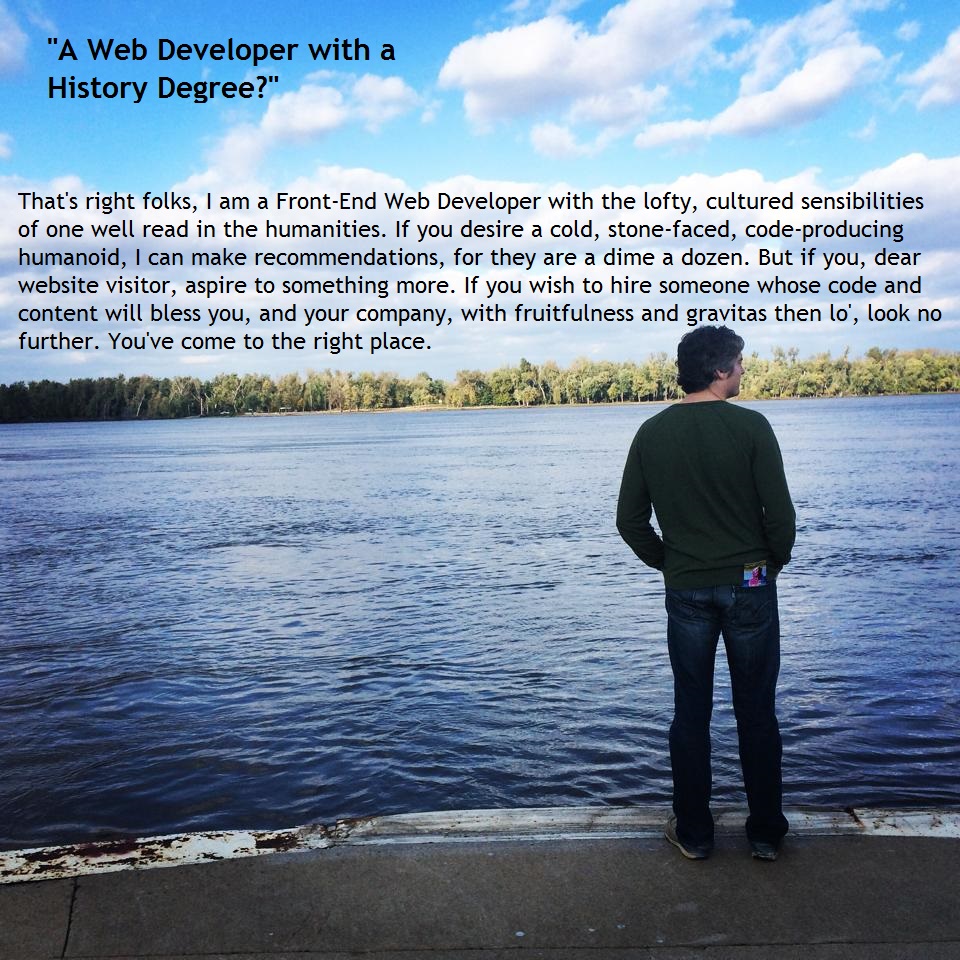 "A Web Developer with a
History Degree?"
That's right folks, I am a Front-End Web Developer with the lofty, cultured sensibilities
of one well read in the humanities. If you desire a cold, stone-faced, code-producing
humanoid, I can make recommendations, for they are a dime a dozen. But if you, dear
website visitor, aspire to something more. If you wish to hire someone whose code and
content will bless you, and your company, with fruitfulness and gravitas then lo', look no
further. You've come to the right place.